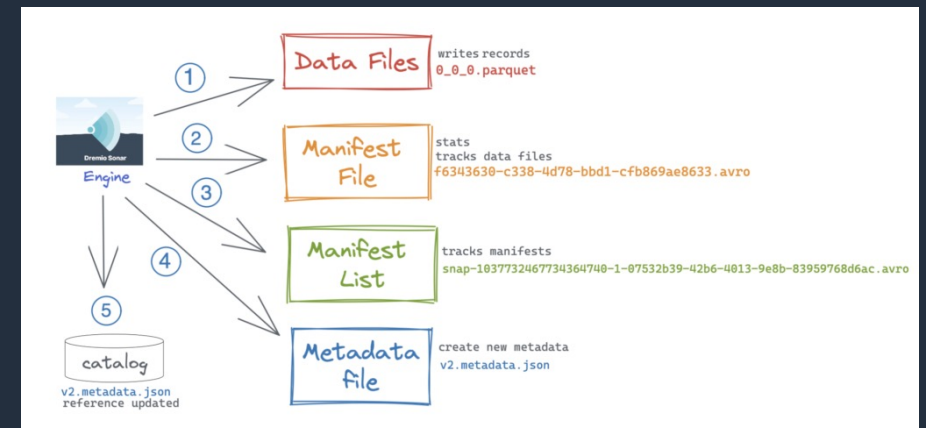 1
Data Files
writes records
0_0_0.parquet
Dremio Sonar
Engine
2
Manifest
File
stats
tracks data files
f6343630-c338-4d78-bbd1-cfb869ae8633.avro
3
Manifest
List
tracks manifests
snap-1037732467734364740-1-07532b39-42b6-4013-9e8b-83959768d6ac.avro
4
Metadata
file
create new metadata
v2.metadata.json
5
catalog
v2.metadata.json
reference updated